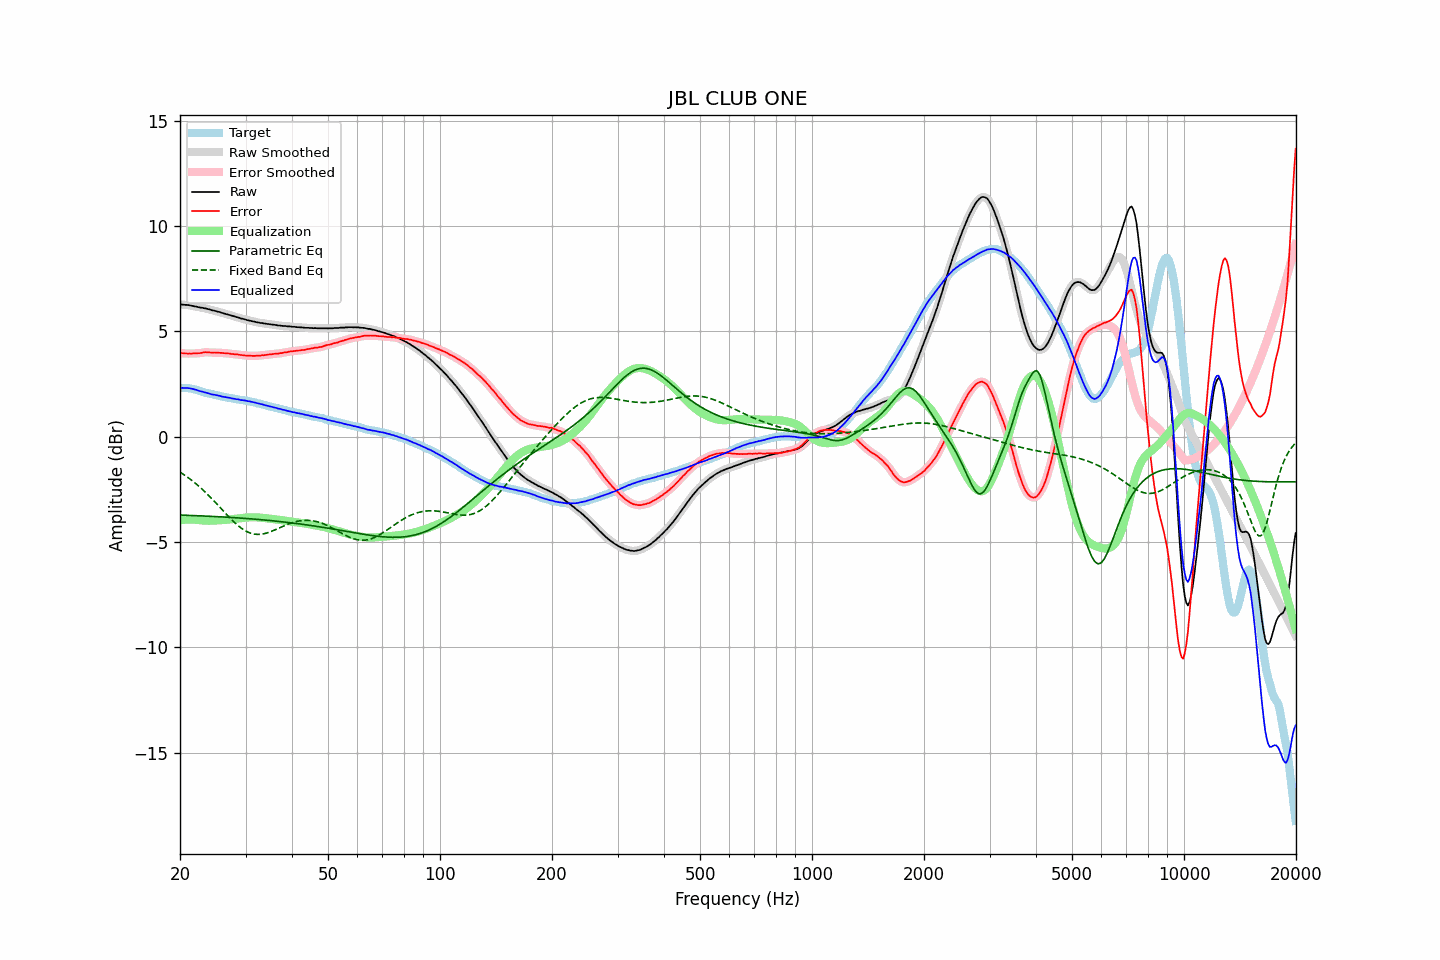 JBL CLUB ONE
Target
Raw Smoothed
Error Smoothed
Raw
Error
Equalization
Parametric Eq
Fixed Band Eq
Equalized
15
10
5
0
−5
−10
−15
Amplitude (dBr)
20 50 100 200 500 1000 2000 5000 10000 20000
Frequency (Hz)